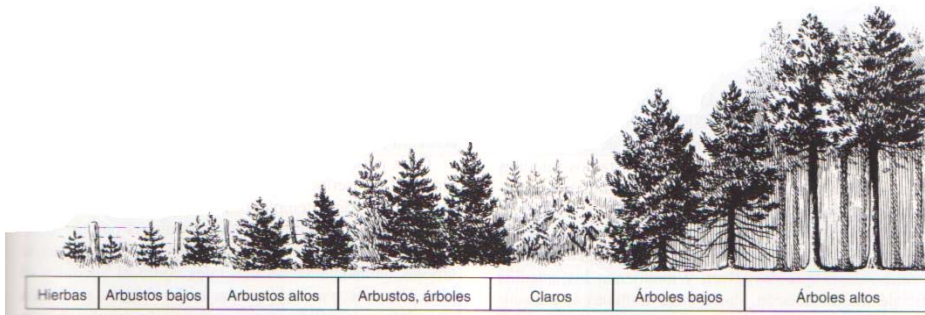 Hierbas
Arbustos bajos
Arbustos altos
Arbustos, árboles
Claros
Árboles bajos
Árboles altos